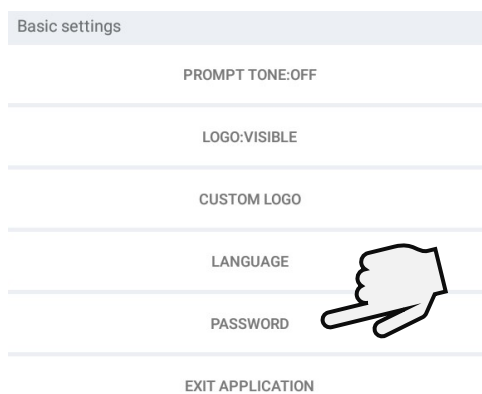 Basic settings
PROMPT TONE:OFF
LOGO:VISIBLE
CUSTOM LOGO
LANGUAGE
PASSWORD
EXIT APPLICATION